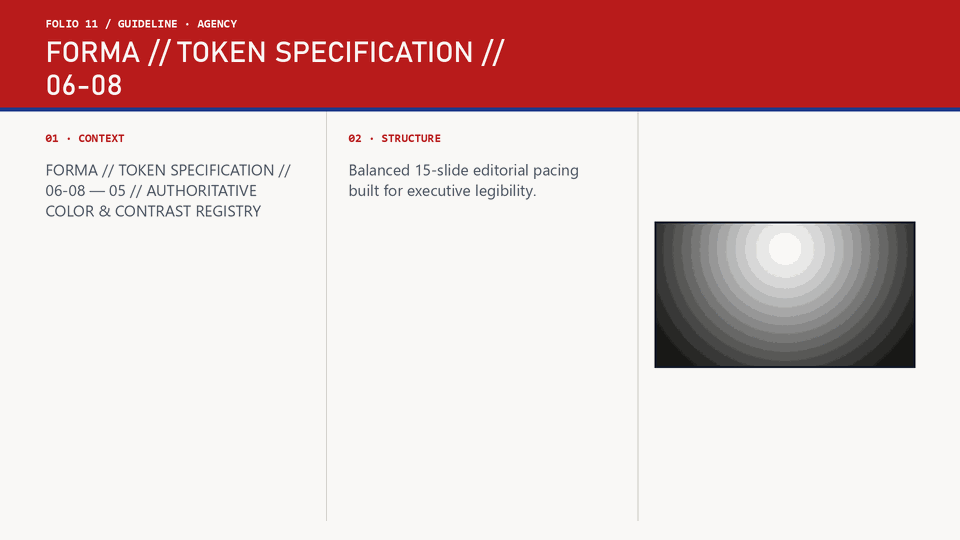 FOLIO 11 / GUIDELINE · AGENCY
FORMA // TOKEN SPECIFICATION //
06-08
01 · CONTEXT
FORMA // TOKEN SPECIFICATION //
06-08 — 05 // AUTHORITATIVE
COLOR & CONTRAST REGISTRY
02 · STRUCTURE
Balanced 15-slide editorial pacing
built for executive legibility.